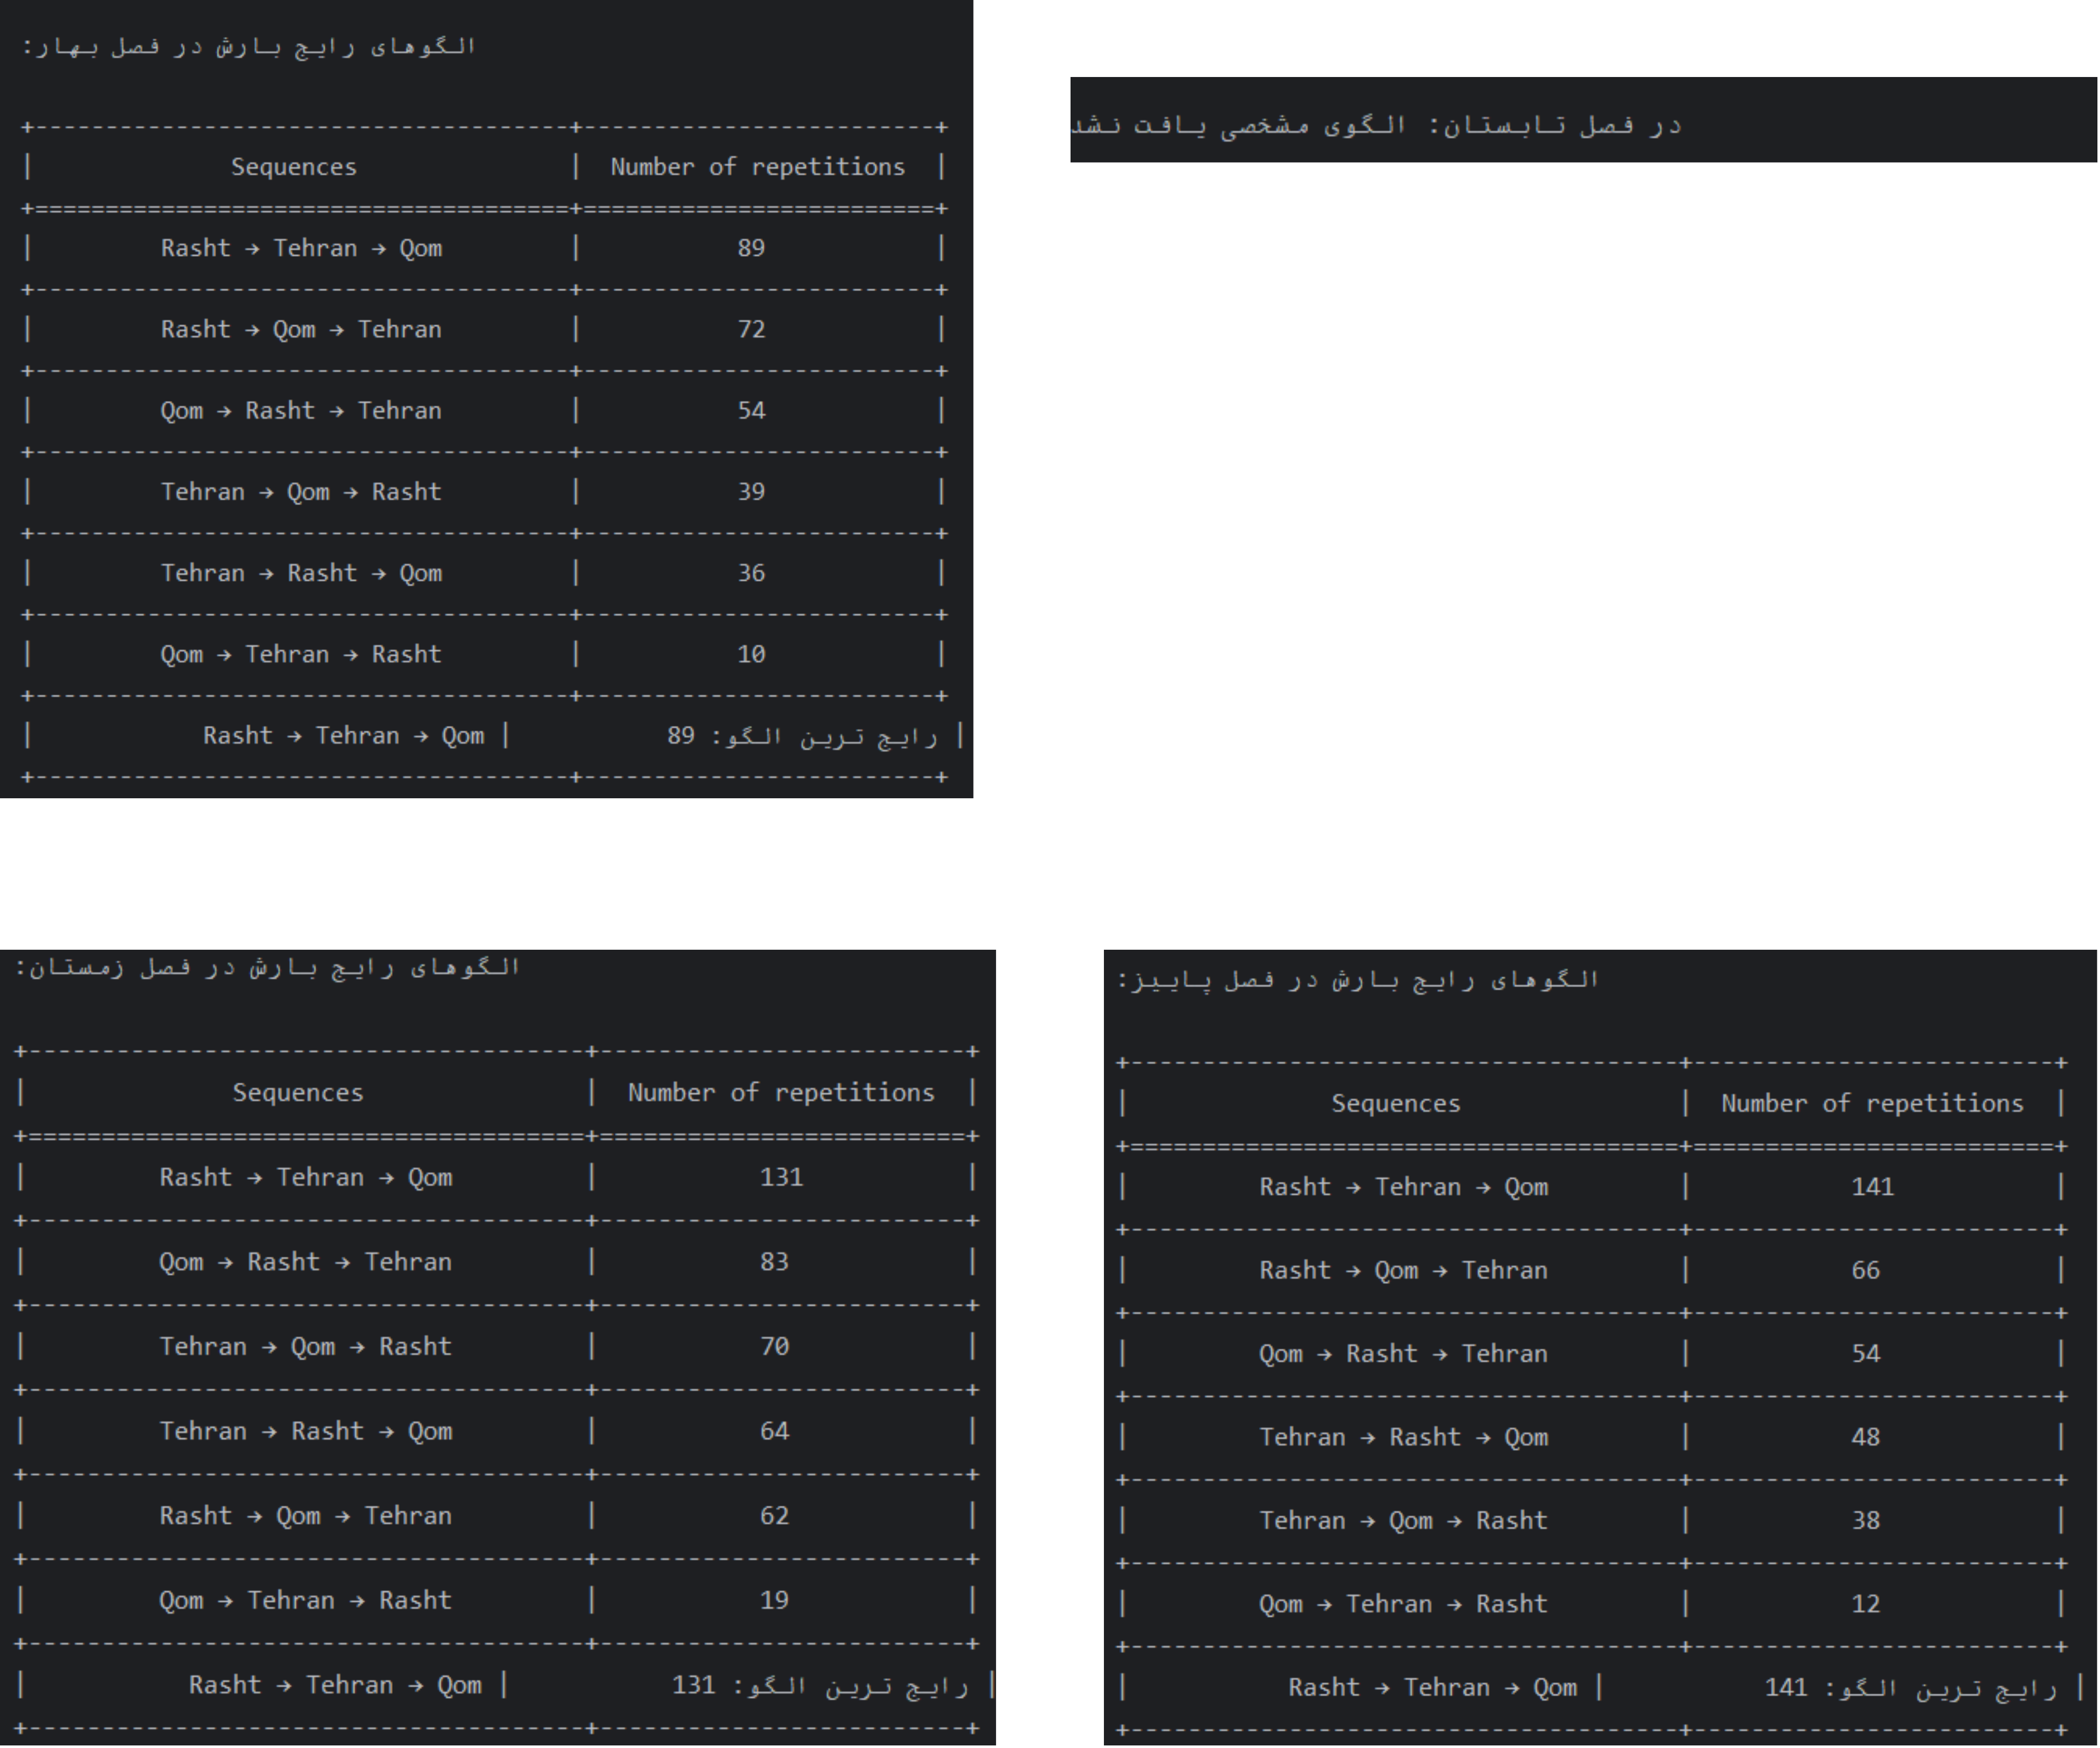 الگوهای رایج بارش در فصل بهار:
Sequences | Number of repetitions
Rasht → Tehran → Qom | 89
Rasht → Qom → Tehran | 72
Qom → Rasht → Tehran | 54
Tehran → Qom → Rasht | 39
Tehran → Rasht → Qom | 36
Qom → Tehran → Rasht | 10
Rasht → Tehran → Qom | رایج ترین الگو: 89
در فصل تابستان: الگوی مشخصی یافت نشد
الگوهای رایج بارش در فصل زمستان:
Sequences | Number of repetitions
Rasht → Tehran → Qom | 131
Qom → Rasht → Tehran | 83
Tehran → Qom → Rasht | 70
Tehran → Rasht → Qom | 64
Rasht → Qom → Tehran | 62
Qom → Tehran → Rasht | 19
Rasht → Tehran → Qom | رایج ترین الگو: 131
الگوهای رایج بارش در فصل پاییز:
Sequences | Number of repetitions
Rasht → Tehran → Qom | 141
Rasht → Qom → Tehran | 66
Qom → Rasht → Tehran | 54
Tehran → Rasht → Qom | 48
Tehran → Qom → Rasht | 38
Qom → Tehran → Rasht | 12
Rasht → Tehran → Qom | رایج ترین الگو: 141